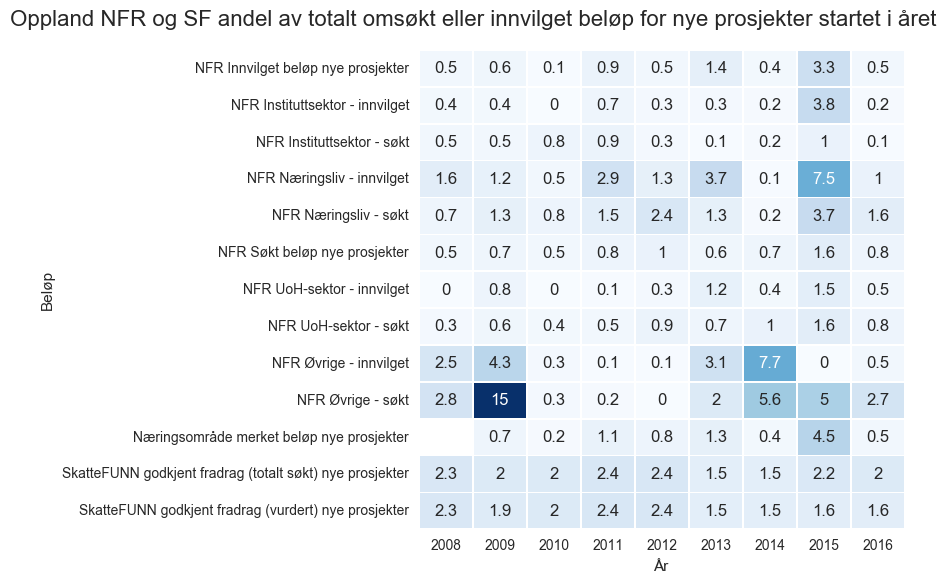 Oppland NFR og SF andel av totalt omsøkt eller innvilget beløp for nye prosjekter startet i året
NFR Innvilget beløp nye prosjekter 0.5 0.6 0.1 0.9 0.5 1.4 0.4 3.3 0.5
NFR Instituttsektor - innvilget 0.4 0.4 0 0.7 0.3 0.3 0.2 3.8 0.2
NFR Instituttsektor - søkt 0.5 0.5 0.8 0.9 0.3 0.1 0.2 1 0.1
NFR Næringsliv - innvilget 1.6 1.2 0.5 2.9 1.3 3.7 0.1 7.5 1
NFR Næringsliv - søkt 0.7 1.3 0.8 1.5 2.4 1.3 0.2 3.7 1.6
NFR Søkt beløp nye prosjekter 0.5 0.7 0.5 0.8 1 0.6 0.7 1.6 0.8
Beløp
NFR UoH-sektor - innvilget 0 0.8 0 0.1 0.3 1.2 0.4 1.5 0.5
NFR UoH-sektor - søkt 0.3 0.6 0.4 0.5 0.9 0.7 1 1.6 0.8
NFR Øvrige - innvilget 2.5 4.3 0.3 0.1 0.1 3.1 7.7 0 0.5
NFR Øvrige - søkt 2.8 15 0.3 0.2 0 2 5.6 5 2.7
Næringsområde merket beløp nye prosjekter 0.7 0.2 1.1 0.8 1.3 0.4 4.5 0.5
SkatteFUNN godkjent fradrag (totalt søkt) nye prosjekter 2.3 2 2 2.4 2.4 1.5 1.5 2.2 2
SkatteFUNN godkjent fradrag (vurdert) nye prosjekter 2.3 1.9 2 2.4 2.4 1.5 1.5 1.6 1.6
2008 2009 2010 2011 2012 2013 2014 2015 2016
År